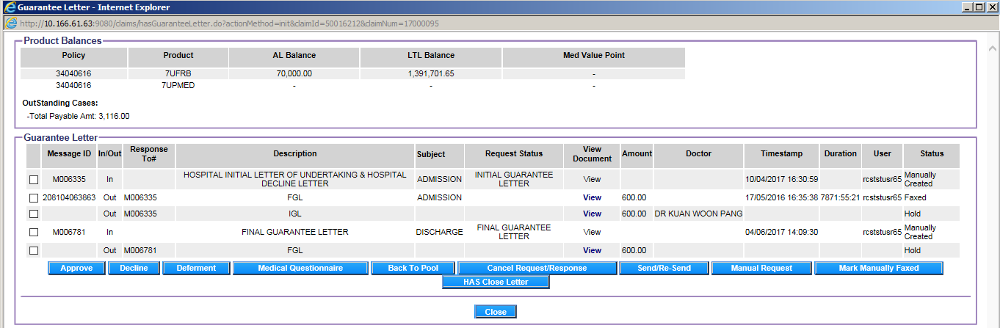 Guarantee Letter - Internet Explorer
http://10.166.61.63:9080/claims/hasGuaranteeLetter.do?actionMethod=init&claimId=50016212&claimNum=17000095
Product Balances
Policy Product AL Balance LTL Balance Med Value Point
34040616 7UFRB 70,000.00 1,391,701.65 -
34040616 7UPMED - - -
OutStanding Cases:
-Total Payable Amt: 3,116.00
Guarantee Letter
Message ID In/Out Response To# Description Subject Request Status View Document Amount Doctor Timestamp Duration User Status
M006335 In HOSPITAL INITIAL LETTER OF UNDERTAKING & HOSPITAL DECLINE LETTER ADMISSION INITIAL GUARANTEE LETTER View 10/04/2017 16:30:59 rcststusr65 Manually Created
208104063863 Out M006335 FGL ADMISSION View 600.00 17/05/2016 16:35:38 7871:55:21 rcststusr65 Faxed
Out M006335 IGL View 600.00 DR KUAN WOON PANG Hold
M006781 In FINAL GUARANTEE LETTER DISCHARGE FINAL GUARANTEE LETTER View 04/06/2017 14:09:30 rcststusr65 Manually Created
Out M006781 FGL View 600.00 Hold
Approve Decline Deferment Medical Questionnaire Back To Pool Cancel Request/Response Send/Re-Send Manual Request Mark Manually Faxed
HAS Close Letter
Close